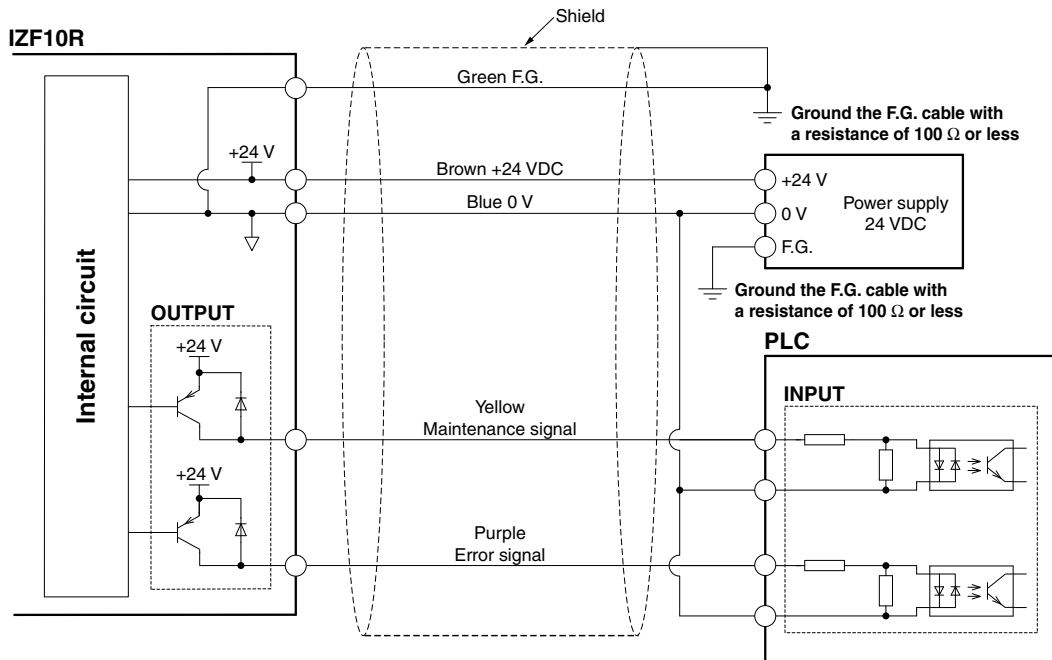 Shield
IZF10R
Green F.G.
Ground the F.G. cable with
a resistance of 100 Ω or less
+24 V
Brown +24 VDC
+24 V
Blue 0 V
0 V
Power supply
24 VDC
F.G.
Ground the F.G. cable with
a resistance of 100 Ω or less
Internal circuit
OUTPUT
+24 V
PLC
INPUT
Yellow
Maintenance signal
+24 V
Purple
Error signal